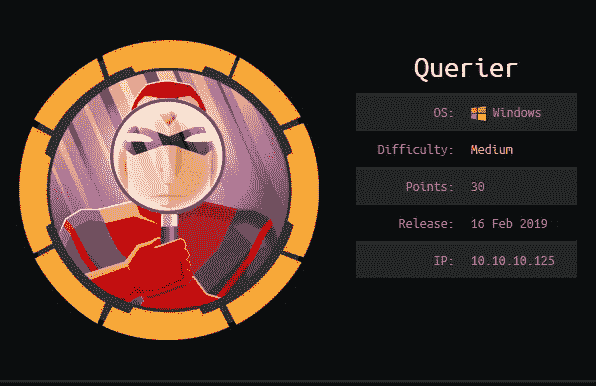 Querier
OS: Windows
Difficulty: Medium
Points: 30
Release: 16 Feb 2019
IP: 10.10.10.125